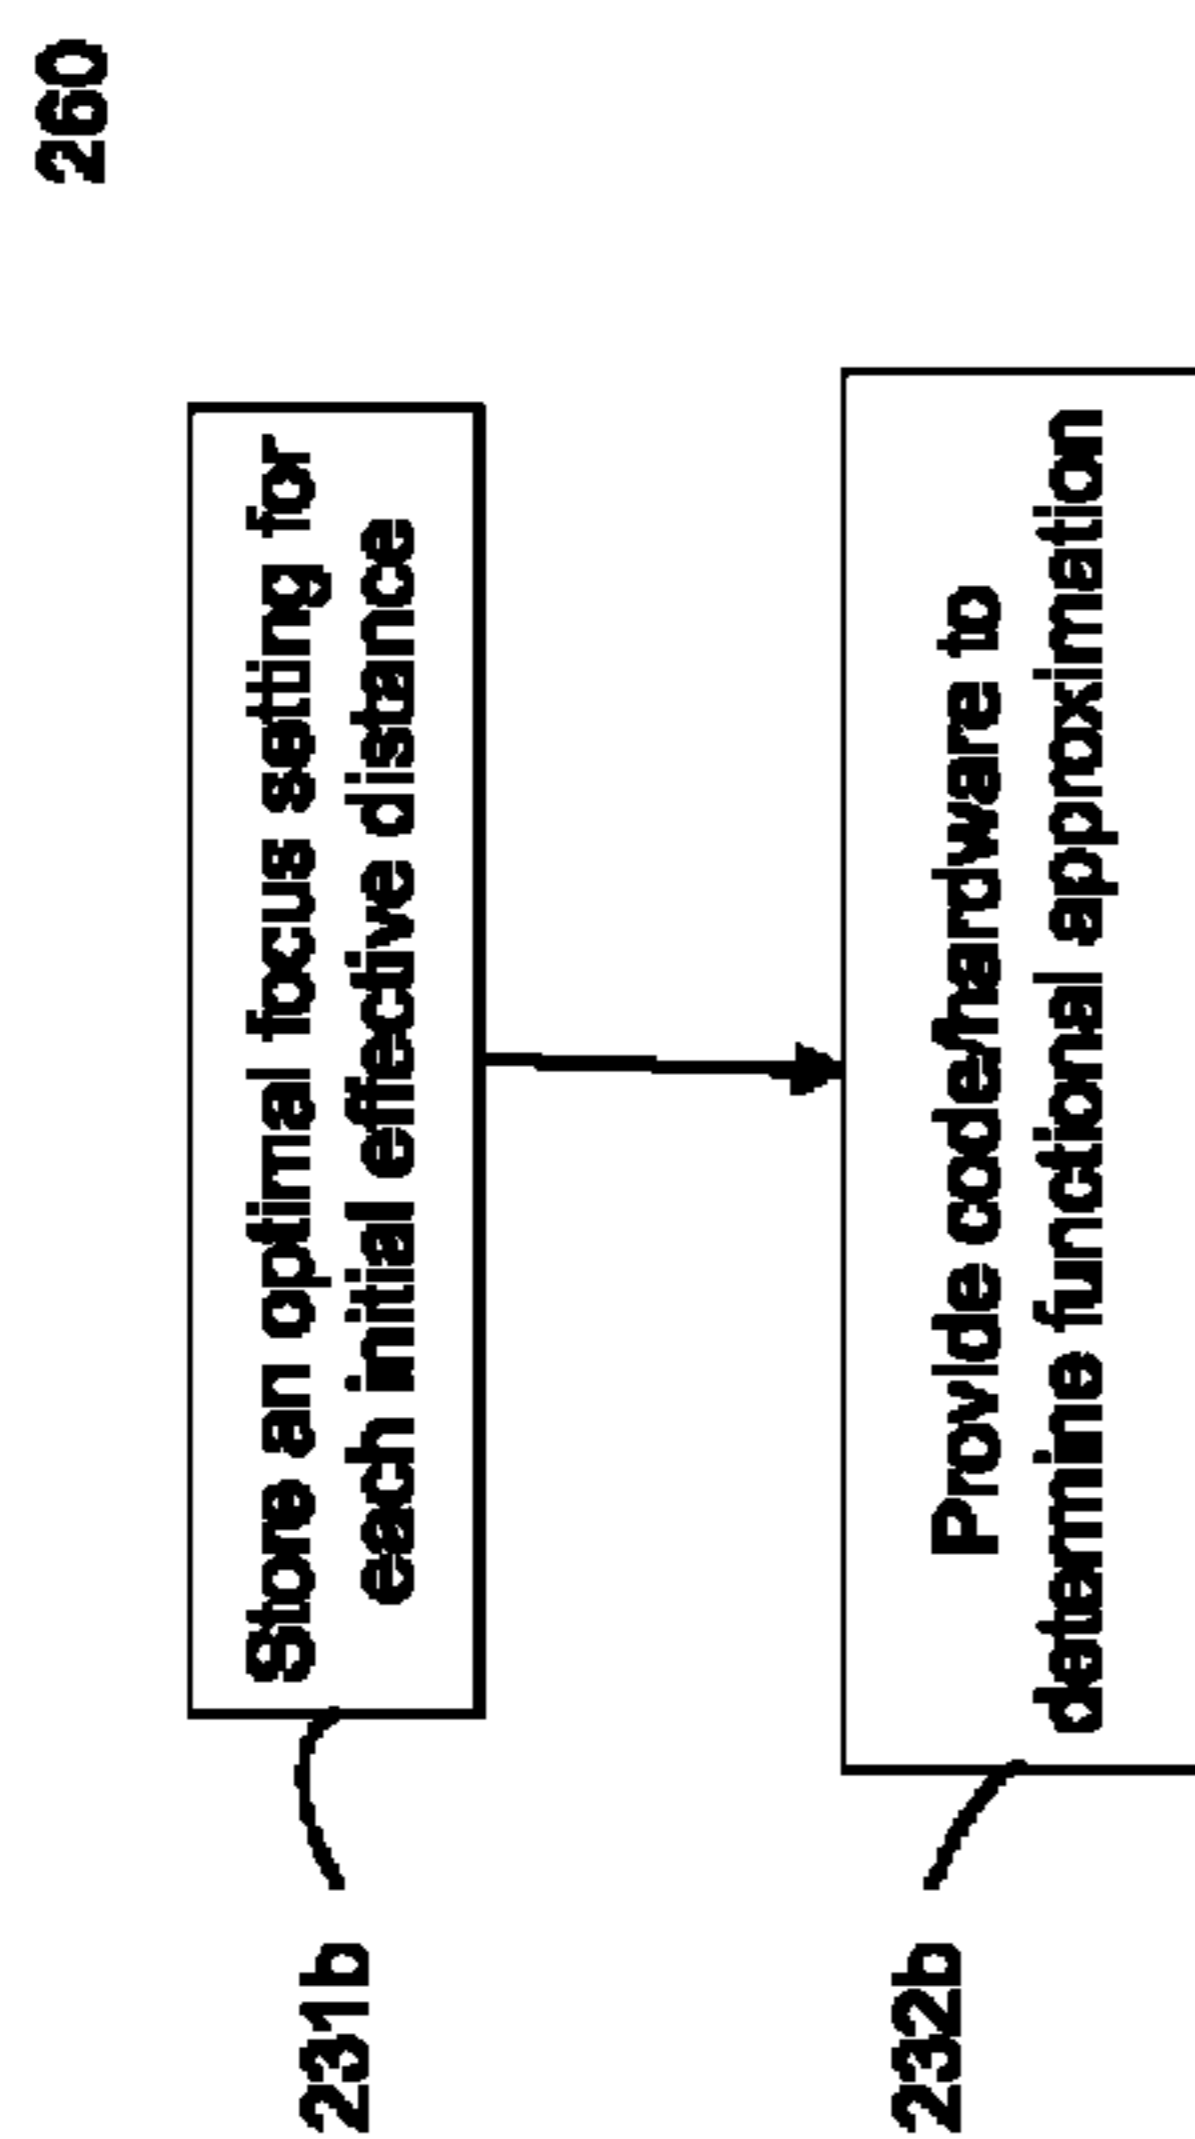 260
231b
Store an optimal focus setting for
each initial effective distance
232b
Provide code/hardware to
determine functional approximation